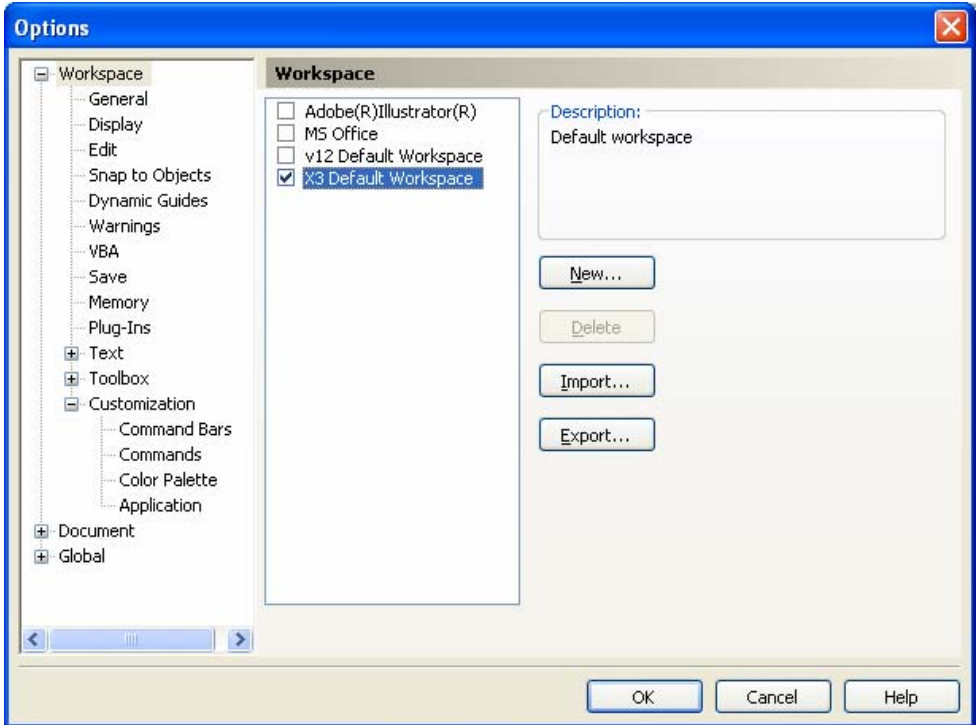 Options
Workspace
General
Display
Edit
Snap to Objects
Dynamic Guides
Warnings
VBA
Save
Memory
Plug-Ins
Text
Toolbox
Customization
Command Bars
Commands
Color Palette
Application
Document
Global
Workspace
Adobe(R)Illustrator(R)
MS Office
v12 Default Workspace
X3 Default Workspace
Description:
Default workspace
New...
Delete
Import...
Export...
OK
Cancel
Help